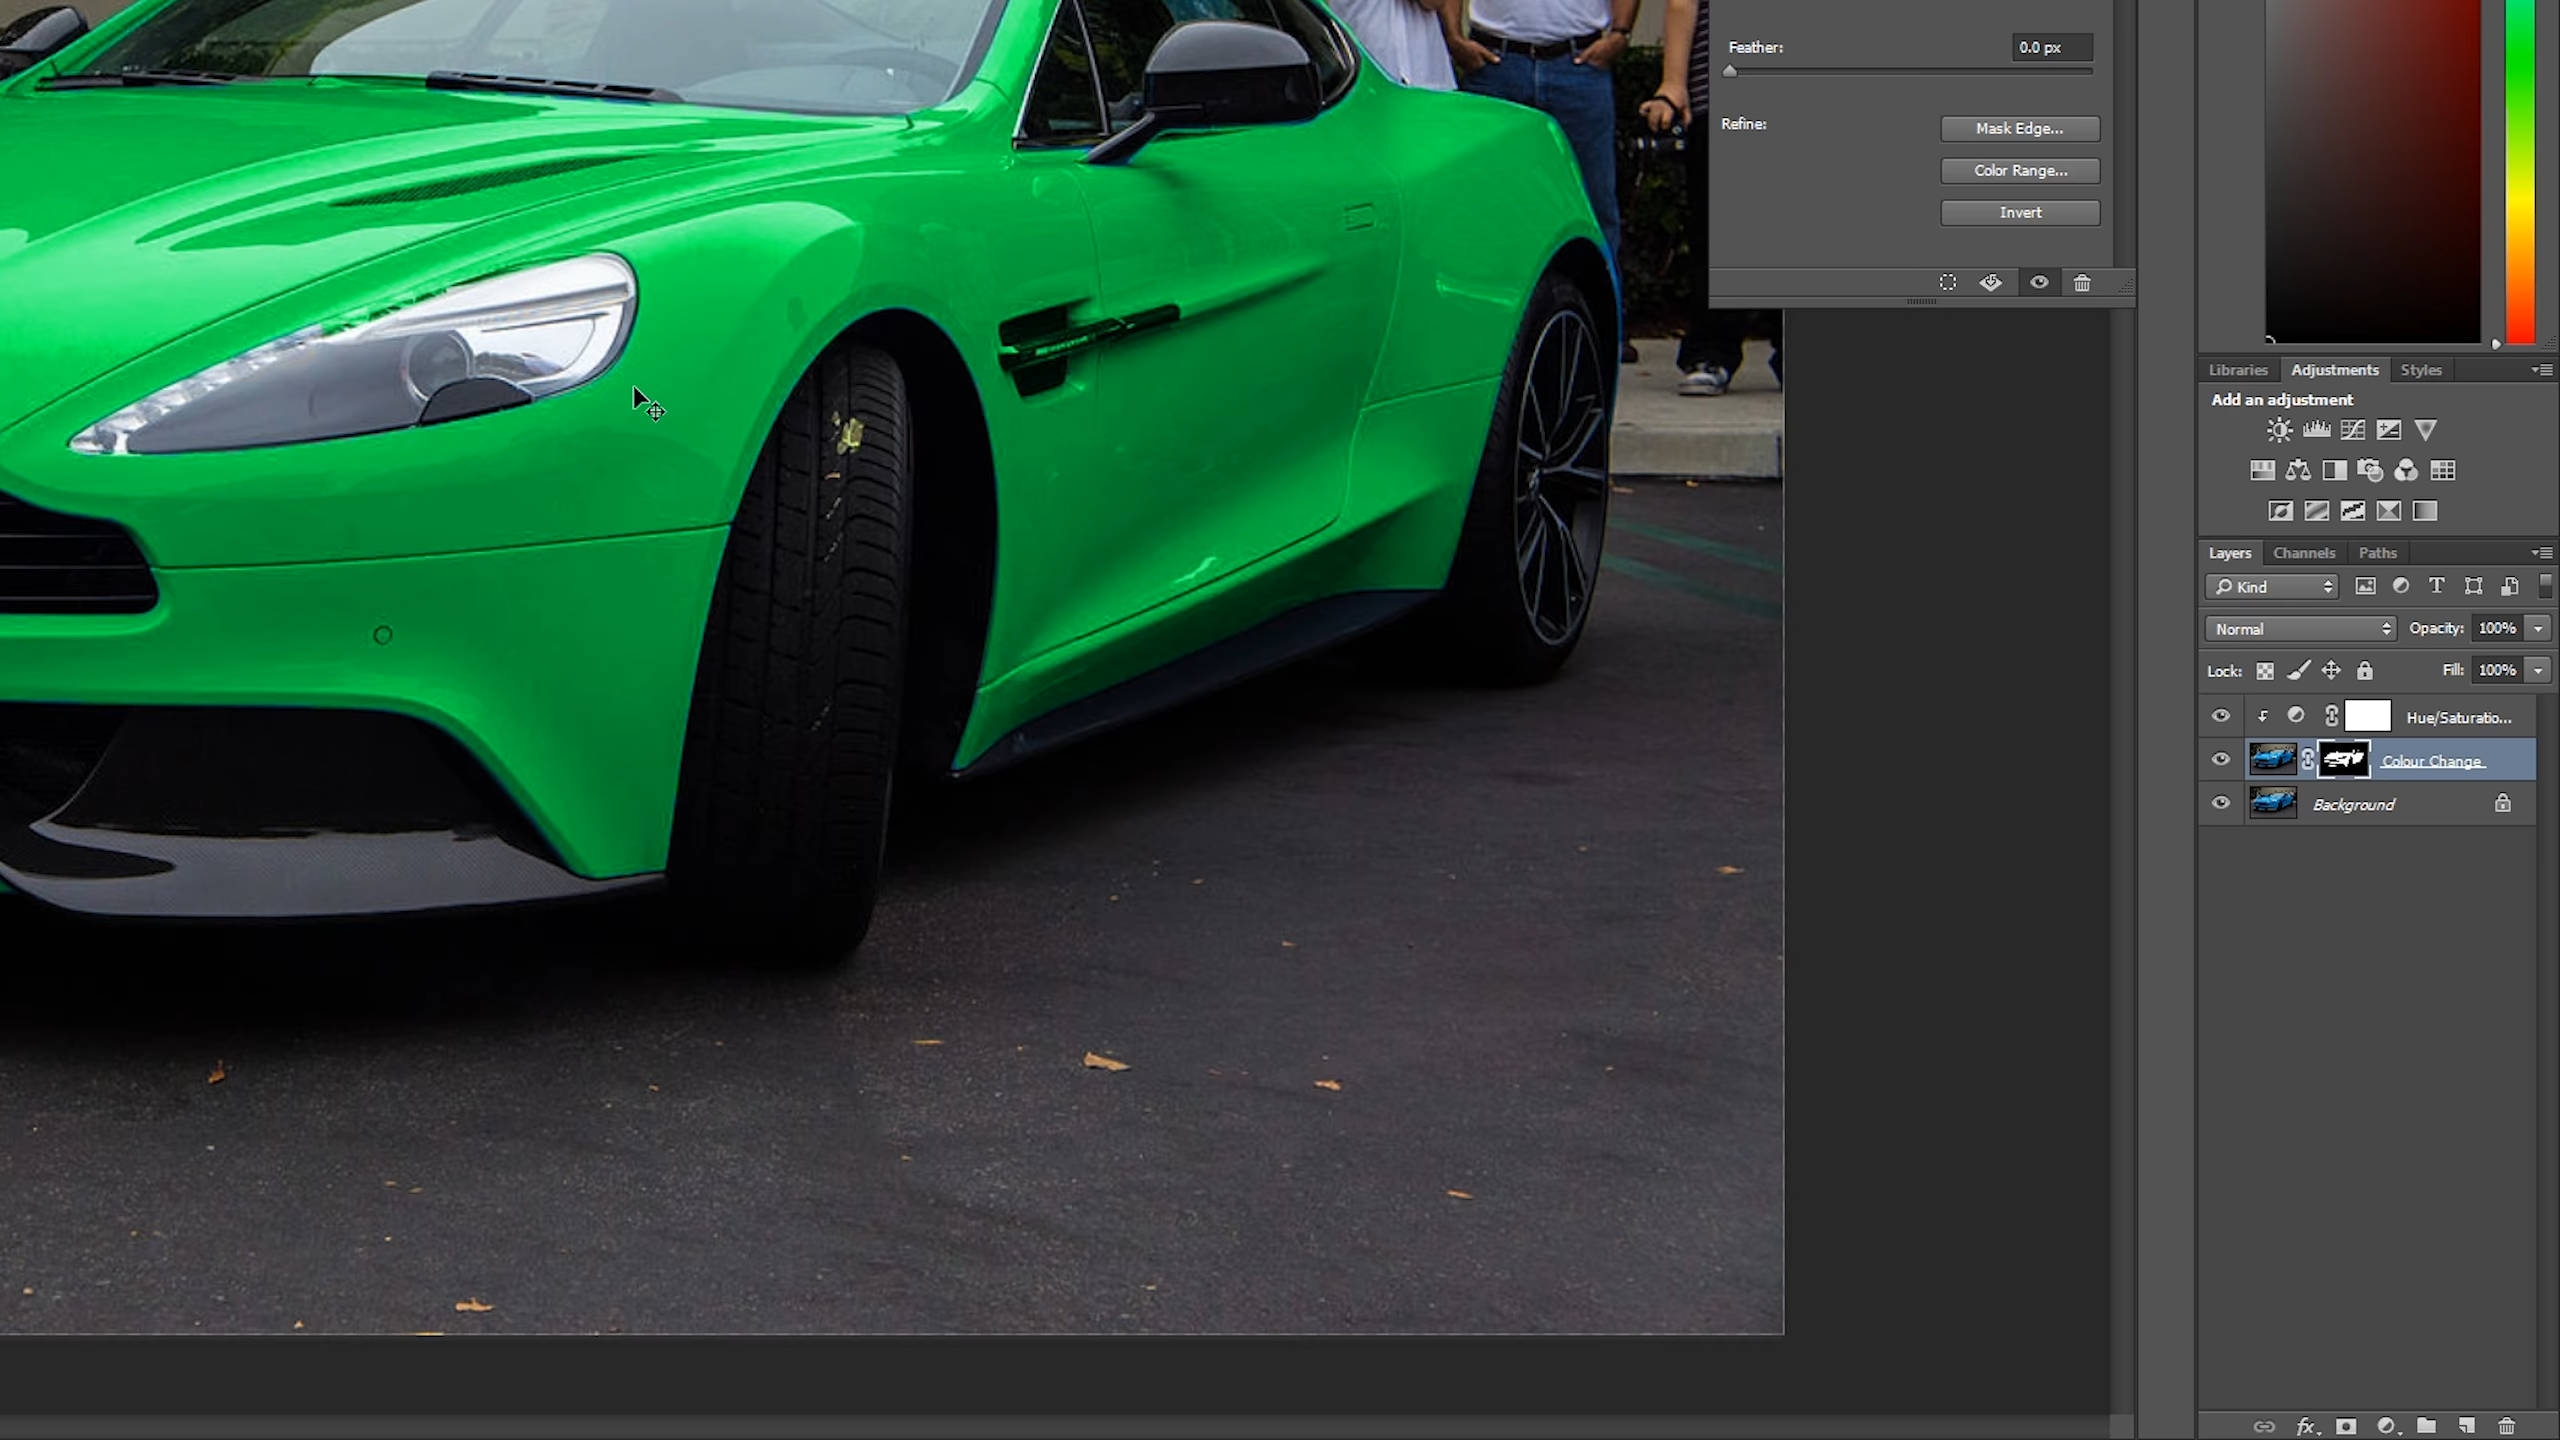 Feather:
0.0 px
Refine:
Mask Edge...
Color Range...
Invert
Libraries
Adjustments
Styles
Add an adjustment
Layers
Channels
Paths
Kind
Normal
Opacity:
100%
Lock:
Fill:
100%
Hue/Saturatio...
Colour Change
Background